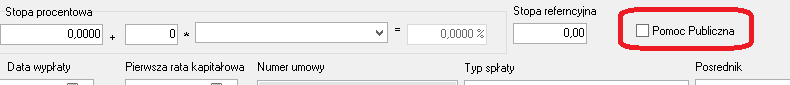 Stopa procentowa
Stopa referncyjna
0,0000 + 0 * = 0,0000 %
0,00
Pomoc Publiczna
Data wypłaty
Pierwsza rata kapitałowa
Numer umowy
Typ spłaty
Posrednik